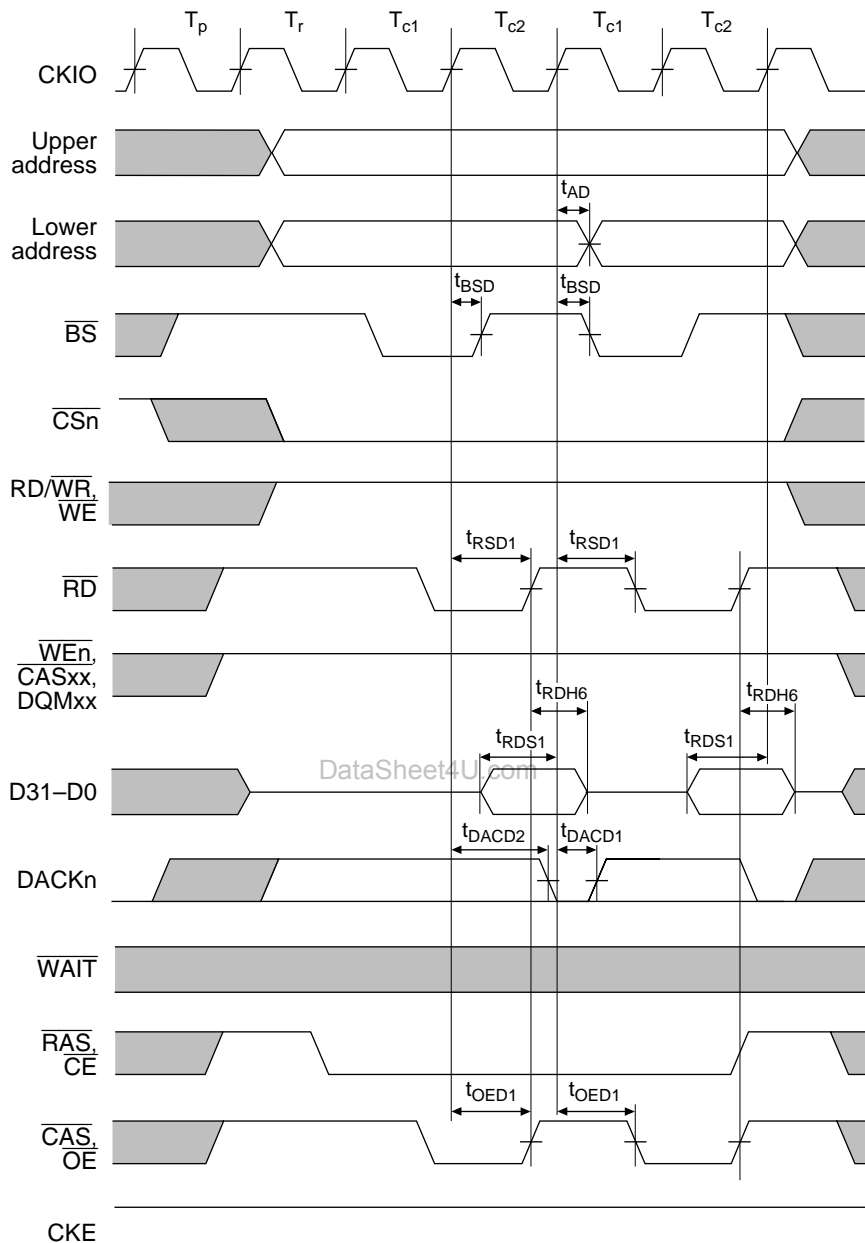 Tp Tr Tc1 Tc2 Tc1 Tc2
CKIO
Upper
address
tAD
Lower
address
tBSD tBSD
BS
CSn
RD/WR,
WE
tRSD1 tRSD1
RD
WEn,
CASxx,
DQMxx
tRDH6 tRDH6
tRDS1 tRDS1
DataSheet4U.com
D31–D0
tDACD2 tDACD1
DACKn
WAIT
RAS,
CE
tOED1 tOED1
CAS,
OE
CKE